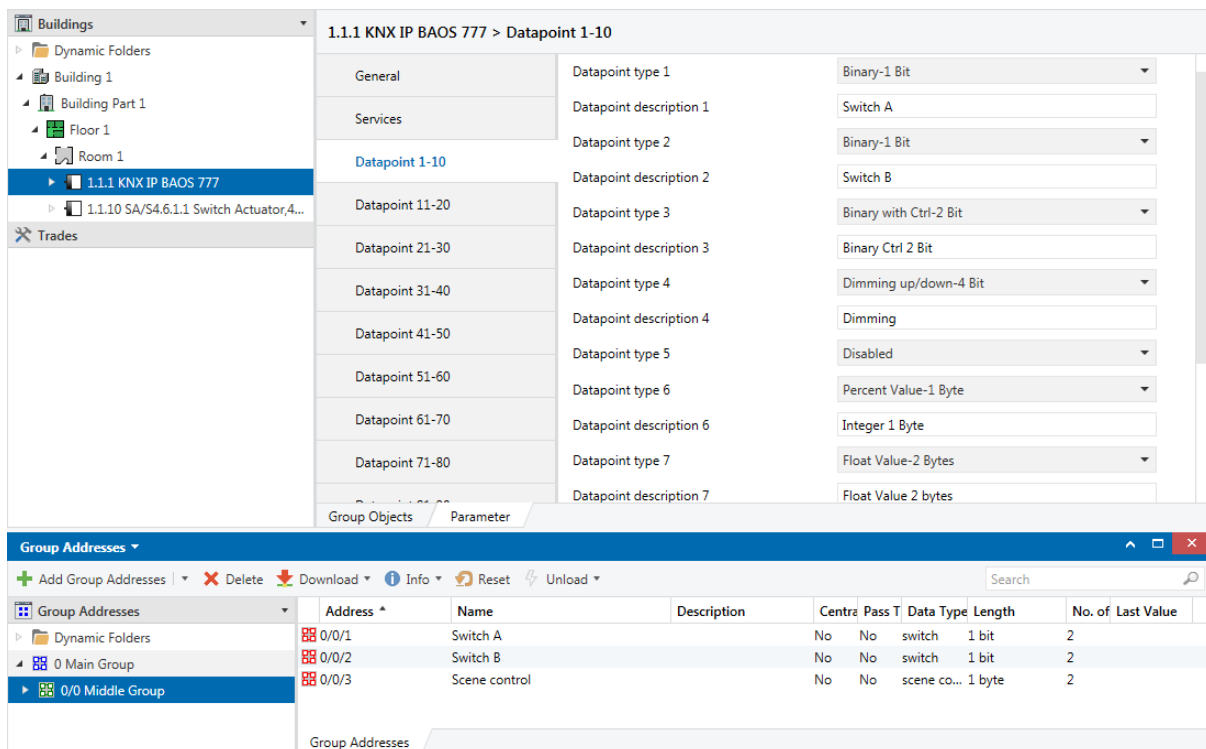 Buildings
Dynamic Folders
Building 1
Building Part 1
Floor 1
Room 1
1.1.1 KNX IP BAOS 777
1.1.10 SA/S4.6.1.1 Switch Actuator,4...
Trades
1.1.1 KNX IP BAOS 777 > Datapoint 1-10
General
Services
Datapoint 1-10
Datapoint 11-20
Datapoint 21-30
Datapoint 31-40
Datapoint 41-50
Datapoint 51-60
Datapoint 61-70
Datapoint 71-80
Datapoint type 1 Binary-1 Bit
Datapoint description 1 Switch A
Datapoint type 2 Binary-1 Bit
Datapoint description 2 Switch B
Datapoint type 3 Binary with Ctrl-2 Bit
Datapoint description 3 Binary Ctrl 2 Bit
Datapoint type 4 Dimming up/down-4 Bit
Datapoint description 4 Dimming
Datapoint type 5 Disabled
Datapoint type 6 Percent Value-1 Byte
Datapoint description 6 Integer 1 Byte
Datapoint type 7 Float Value-2 Bytes
Datapoint description 7 Float Value 2 bytes
Group Objects Parameter
Group Addresses
Add Group Addresses Delete Download Info Reset Unload Search
Group Addresses
Dynamic Folders
0 Main Group
0/0 Middle Group
Address Name Description Centra Pass T Data Type Length No. of Last Value
0/0/1 Switch A No No switch 1 bit 2
0/0/2 Switch B No No switch 1 bit 2
0/0/3 Scene control No No scene co... 1 byte 2
Group Addresses